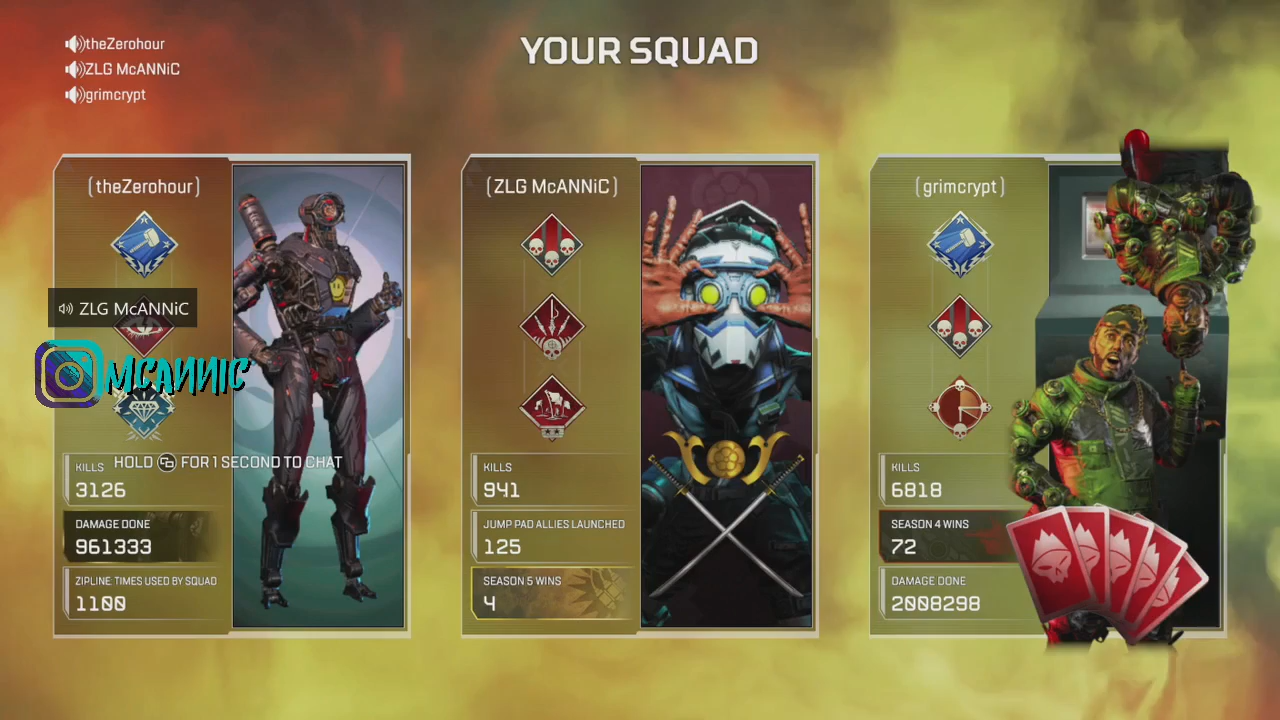 theZerohour
ZLG McANNiC
grimcrypt
YOUR SQUAD
[theZerohour]
ZLG McANNiC
MCANNIC
HOLD FOR 1 SECOND TO CHAT
KILLS
3126
DAMAGE DONE
961333
ZIPLINE: TIMES USED BY SQUAD
1100
[ZLG McANNiC]
KILLS
941
JUMP PAD ALLIES LAUNCHED
125
SEASON 5 WINS
4
[grimcrypt]
KILLS
6818
SEASON 4 WINS
72
DAMAGE DONE
2008298